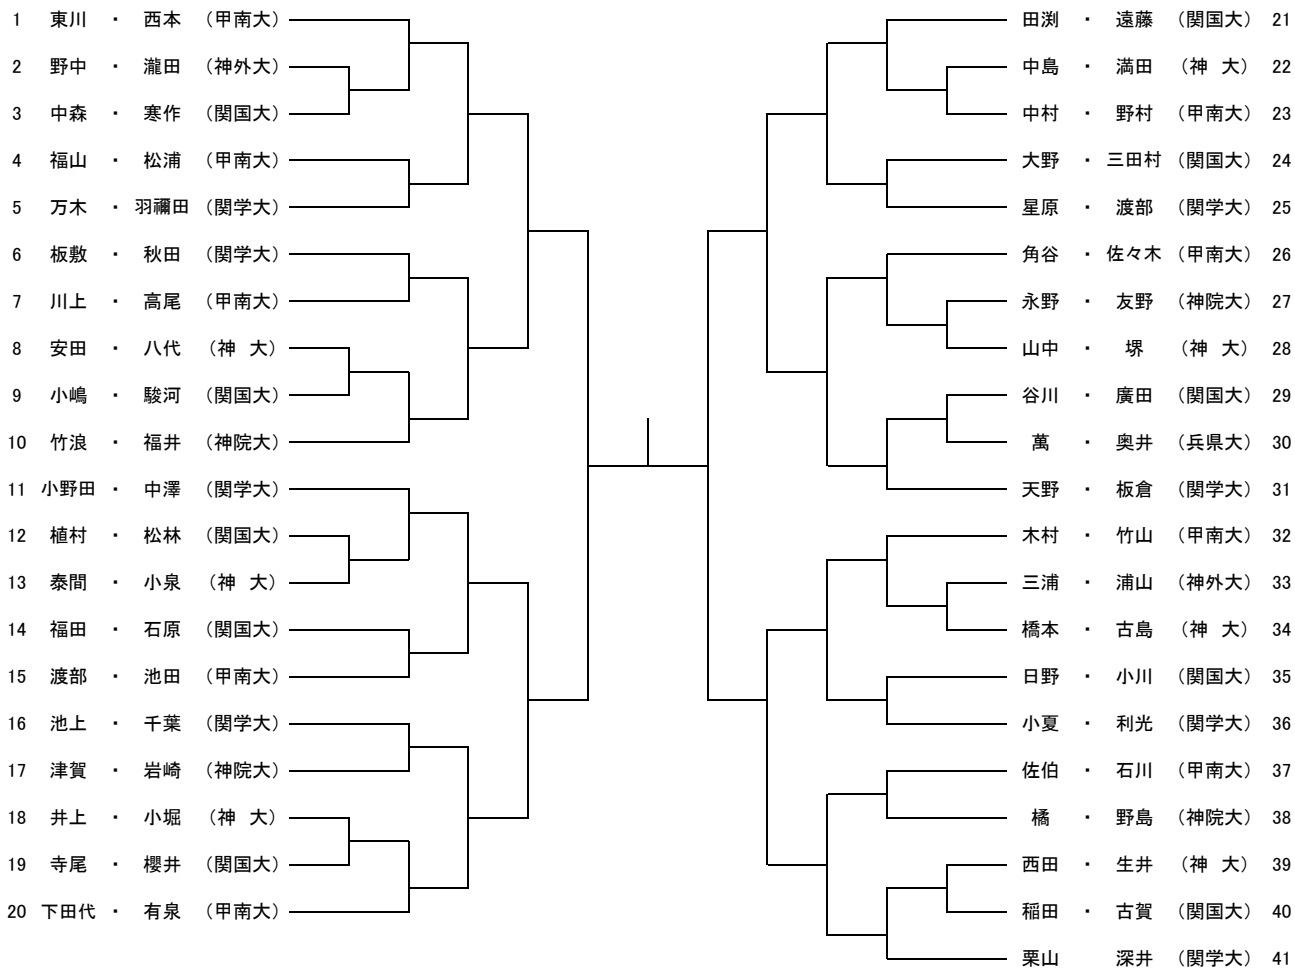 1 東川 ・ 西本 （甲南大）
2 野中 ・ 瀧田 （神外大）
3 中森 ・ 寒作 （関国大）
4 福山 ・ 松浦 （甲南大）
5 万木 ・ 羽禰田 （関学大）
6 板敷 ・ 秋田 （関学大）
7 川上 ・ 高尾 （甲南大）
8 安田 ・ 八代 （神 大）
9 小嶋 ・ 駿河 （関国大）
10 竹浪 ・ 福井 （神院大）
11 小野田 ・ 中澤 （関学大）
12 植村 ・ 松林 （関国大）
13 泰間 ・ 小泉 （神 大）
14 福田 ・ 石原 （関国大）
15 渡部 ・ 池田 （甲南大）
16 池上 ・ 千葉 （関学大）
17 津賀 ・ 岩崎 （神院大）
18 井上 ・ 小堀 （神 大）
19 寺尾 ・ 櫻井 （関国大）
20 下田代 ・ 有泉 （甲南大）
田渕 ・ 遠藤 （関国大） 21
中島 ・ 満田 （神 大） 22
中村 ・ 野村 （甲南大） 23
大野 ・ 三田村 （関国大） 24
星原 ・ 渡部 （関学大） 25
角谷 ・ 佐々木 （甲南大） 26
永野 ・ 友野 （神院大） 27
山中 ・ 堺 （神 大） 28
谷川 ・ 廣田 （関国大） 29
萬 ・ 奥井 （兵県大） 30
天野 ・ 板倉 （関学大） 31
木村 ・ 竹山 （甲南大） 32
三浦 ・ 浦山 （神外大） 33
橋本 ・ 古島 （神 大） 34
日野 ・ 小川 （関国大） 35
小夏 ・ 利光 （関学大） 36
佐伯 ・ 石川 （甲南大） 37
橘 ・ 野島 （神院大） 38
西田 ・ 生井 （神 大） 39
稲田 ・ 古賀 （関国大） 40
栗山 深井 （関学大） 41